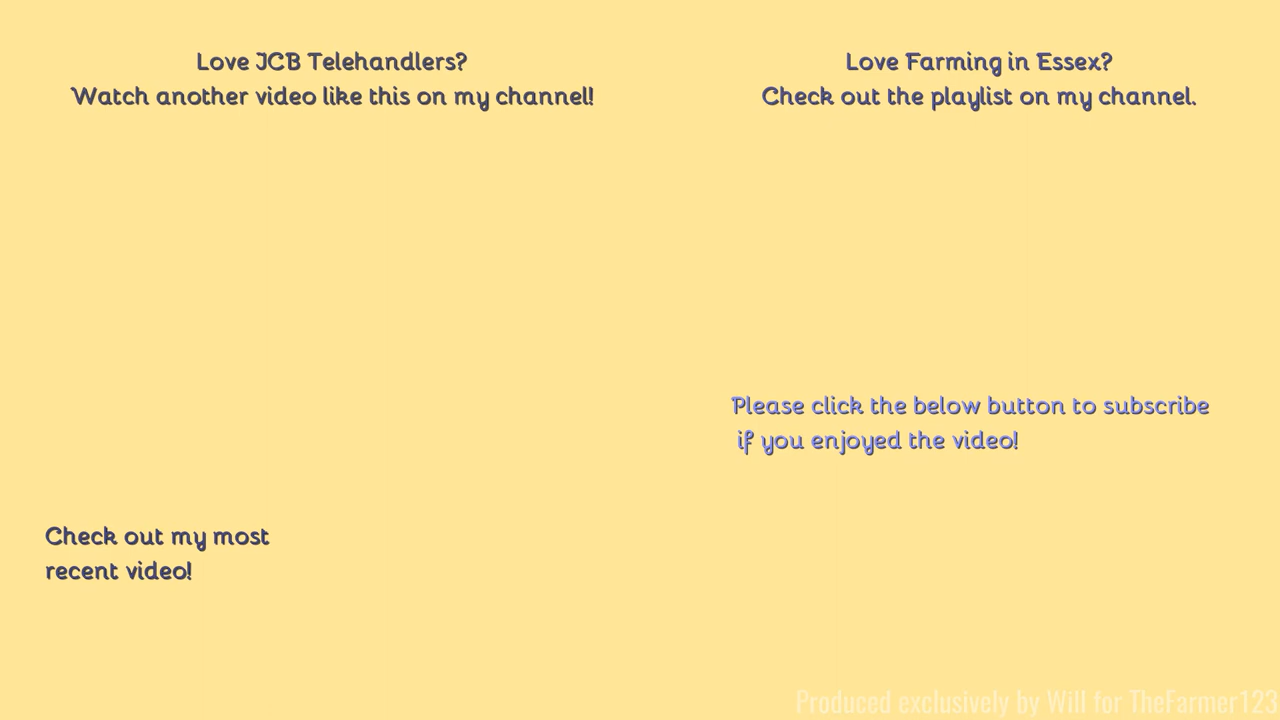 Love JCB Telehandlers?
Watch another video like this on my channel!
Love Farming in Essex?
Check out the playlist on my channel.
Please click the below button to subscribe
if you enjoyed the video!
Check out my most
recent video!
Produced exclusively by Will for TheFarmer123